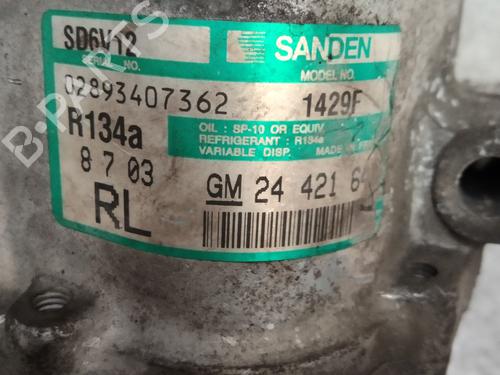 SD6V12
SANDEN
SERIAL NO.
MODEL NO.
02893407362
1429F
R134a
OIL : SP-10 OR EQUIV.
REFRIGERANT : R134a
VARIABLE DISP. MADE IN
8 7 03
GM 24 421 6
RL
B-PARTS